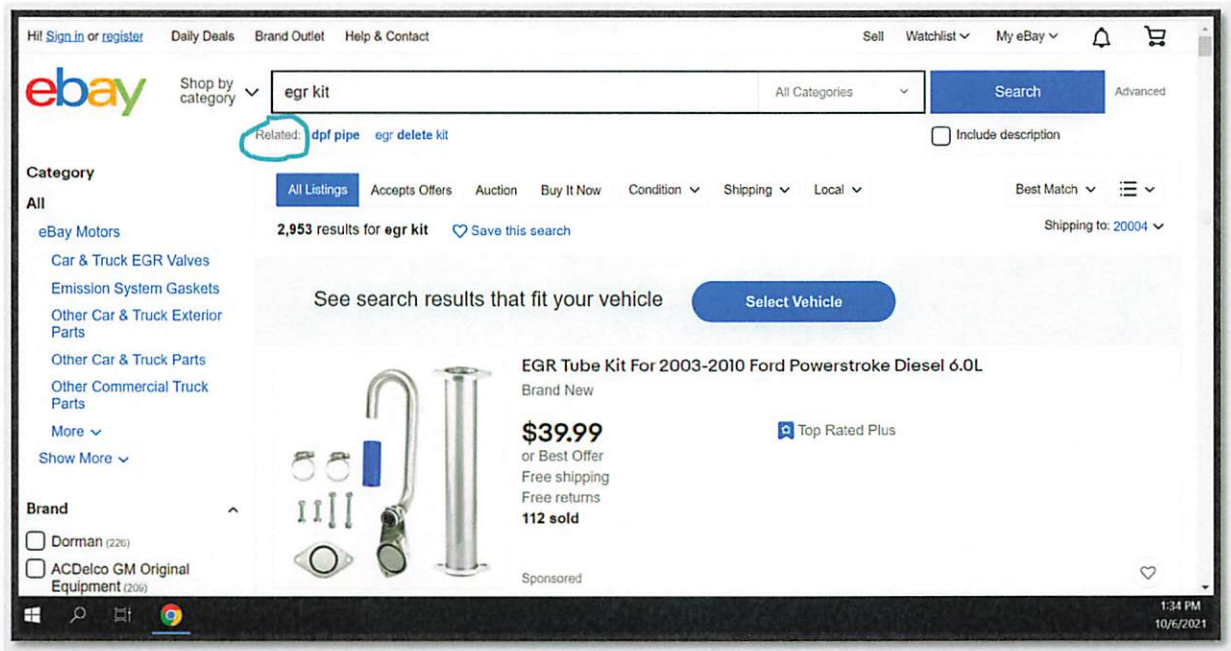 Hi! Sign in or register Daily Deals Brand Outlet Help & Contact Sell Watchlist My eBay
ebay Shop by category egr kit All Categories Search Advanced
Related: dpf pipe egr delete kit Include description
Category
All
eBay Motors
Car & Truck EGR Valves
Emission System Gaskets
Other Car & Truck Exterior
Parts
Other Car & Truck Parts
Other Commercial Truck
Parts
More
Show More
Brand
Dorman (226)
ACDelco GM Original
Equipment (209)
All Listings Accepts Offers Auction Buy It Now Condition Shipping Local Best Match
2,953 results for egr kit Save this search Shipping to: 20004
See search results that fit your vehicle Select Vehicle
EGR Tube Kit For 2003-2010 Ford Powerstroke Diesel 6.0L
Brand New
$39.99 Top Rated Plus
or Best Offer
Free shipping
Free returns
112 sold
Sponsored
1:34 PM
10/6/2021